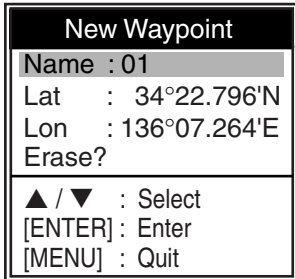 New Waypoint
Name : 01
Lat : 34°22.796'N
Lon : 136°07.264'E
Erase?
▲ / ▼ : Select
[ENTER] : Enter
[MENU] : Quit